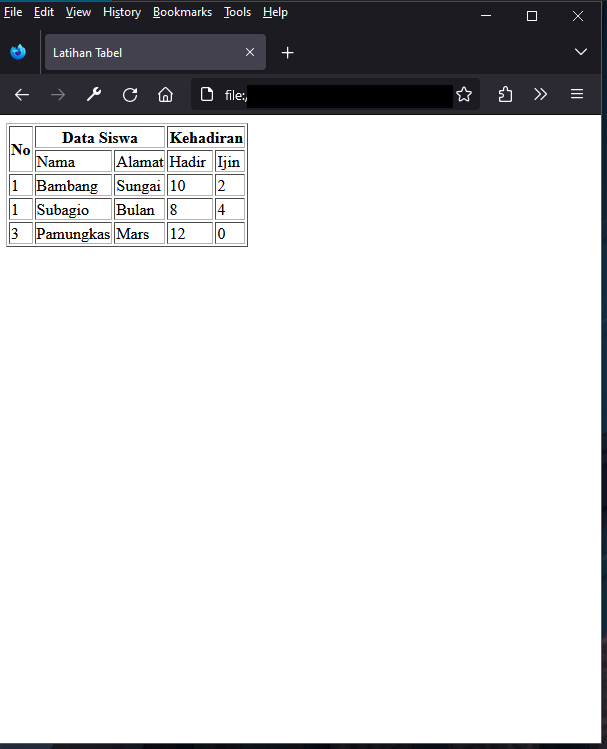 File Edit View History Bookmarks Tools Help
Latihan Tabel
file:/
No Data Siswa Kehadiran
Nama Alamat Hadir Ijin
1 Bambang Sungai 10 2
1 Subagio Bulan 8 4
3 Pamungkas Mars 12 0